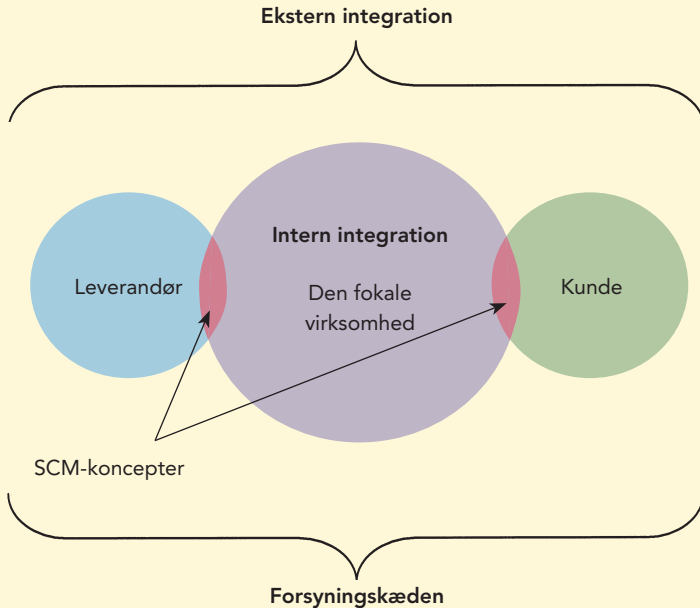 Ekstern integration
Intern integration
Leverandør
Den fokale
virksomhed
Kunde
SCM-koncepter
Forsyningskæden